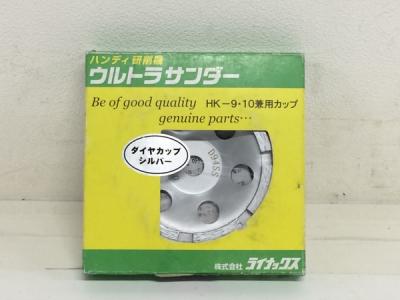 ハンディ研削機
ウルトラサンダー
Be of good quality HK-9・10兼用カップ
genuine parts…
ダイヤカップ
シルバー
D94SS
株式会社 ライナックス